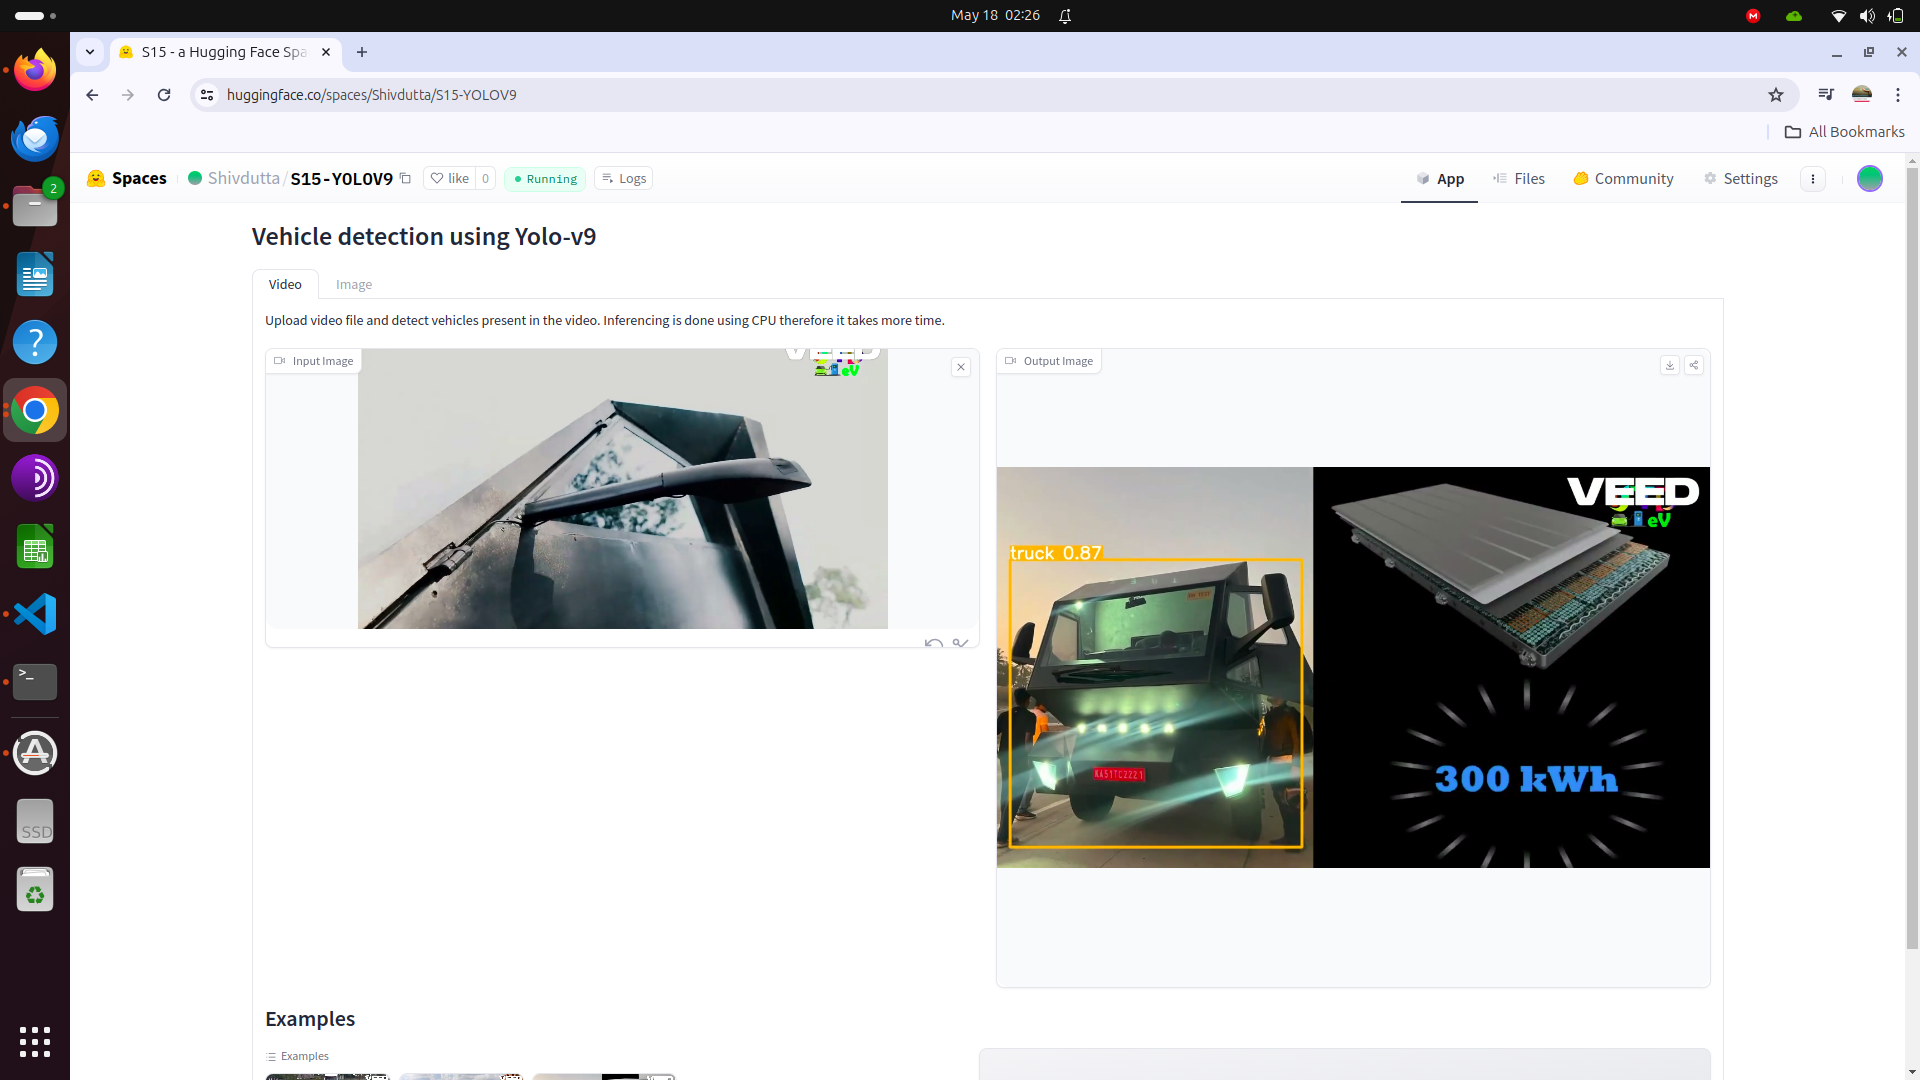 May 18 02:26
S15 - a Hugging Face Spa
huggingface.co/spaces/Shivdutta/S15-YOLOV9
All Bookmarks
2
Spaces
Shivdutta/S15-YOLOV9
like 0
Running
Logs
App
Files
Community
Settings
Vehicle detection using Yolo-v9
Video
Image
Upload video file and detect vehicles present in the video. Inferencing is done using CPU therefore it takes more time.
Input Image
eV
Output Image
truck 0.87
VEED
eV
KA51TC2221
300 kWh
SSD
Examples
Examples